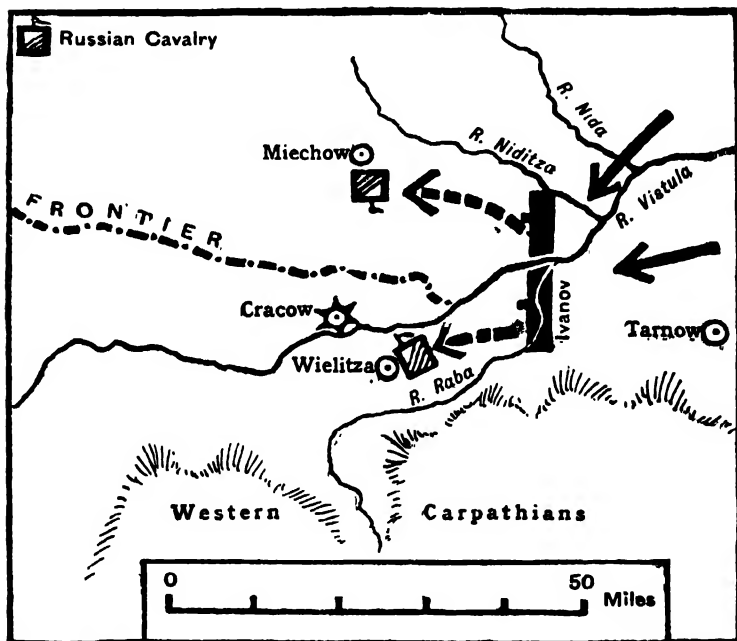 Russian Cavalry
R. Nida
Miechow
R. Niditza
R. Vistula
FRONTIER
Cracow
Ivanov
Tarnow
Wielitza
R. Raba
Western Carpathians
0 50
Miles